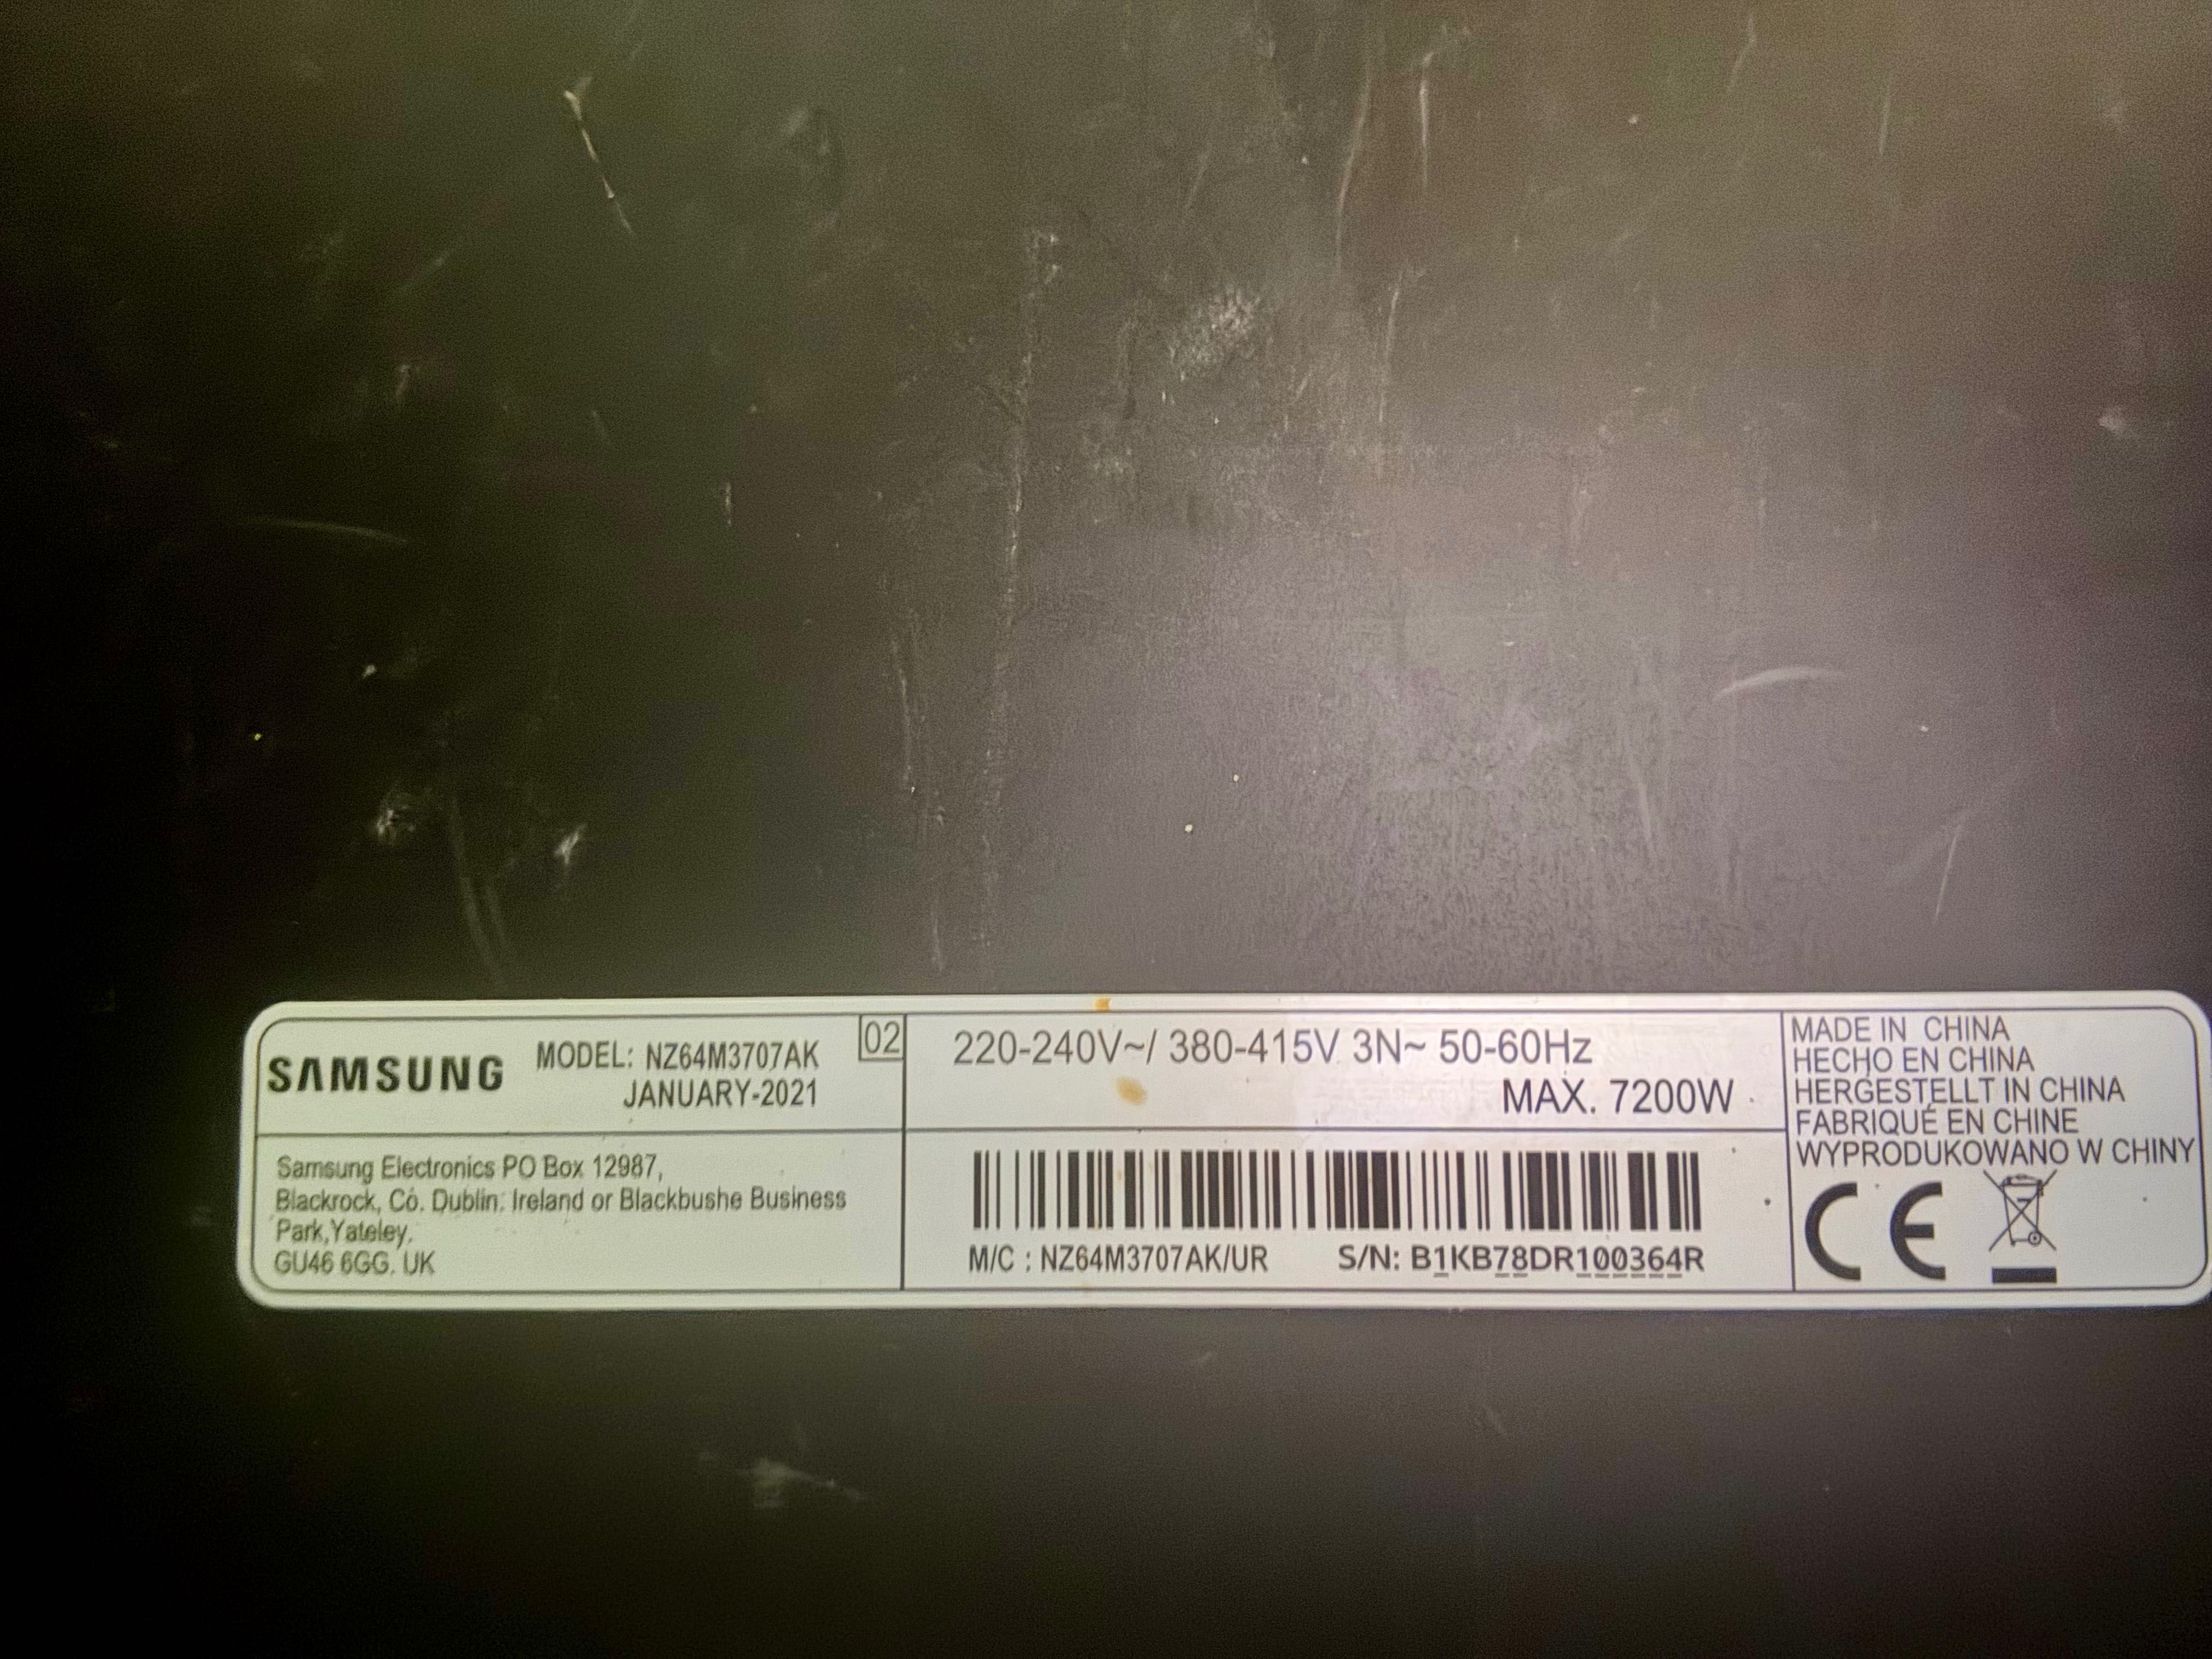 SAMSUNG
MODEL: NZ64M3707AK
JANUARY-2021
02
220-240V~/ 380-415V 3N~ 50-60Hz
MAX. 7200W
Samsung Electronics PO Box 12987,
Blackrock, Co. Dublin. Ireland or Blackbushe Business
Park,Yateley,
GU46 6GG. UK
M/C : NZ64M3707AK/UR S/N: B1KB78DR100364R
MADE IN CHINA
HECHO EN CHINA
HERGESTELLT IN CHINA
FABRIQUÉ EN CHINE
WYPRODUKOWANO W CHINY
CE